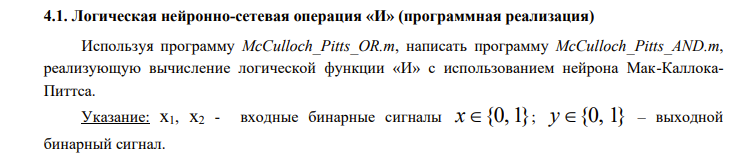 4.1. Логическая нейронно-сетевая операция «И» (программная реализация)
Используя программу McCulloch_Pitts_OR.m, написать программу McCulloch_Pitts_AND.m,
реализующую вычисление логической функции «И» с использованием нейрона Мак-Каллока-
Питтса.
Указание: x₁, x₂ - входные бинарные сигналы x ∈ {0, 1}; y ∈ {0, 1} – выходной
бинарный сигнал.